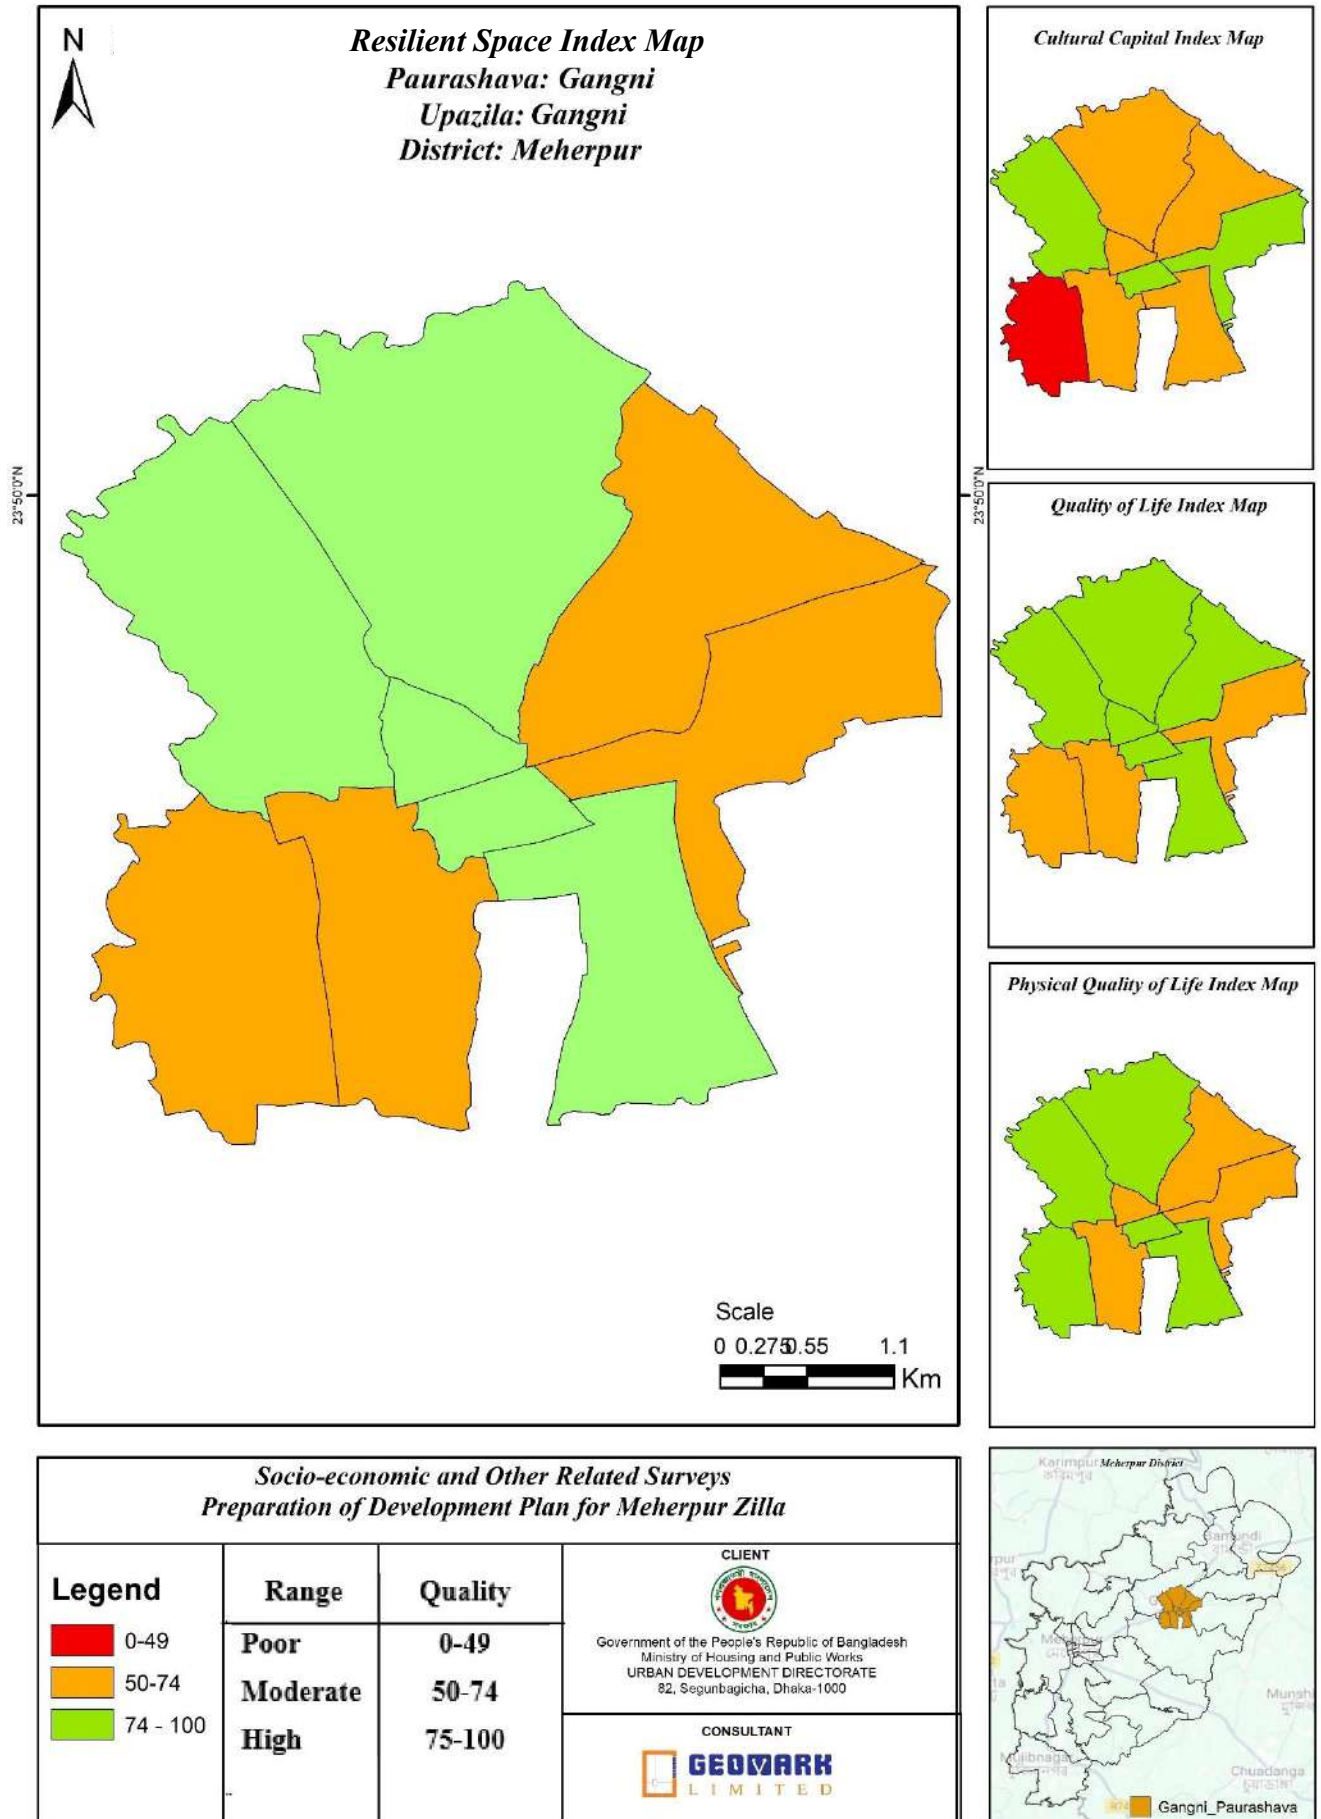 N
Resilient Space Index Map
Paurashava: Gangni
Upazila: Gangni
District: Meherpur
23°50'0"N
23°50'0"N
Scale
0 0.275 0.55 1.1
Km
Cultural Capital Index Map
Quality of Life Index Map
Physical Quality of Life Index Map
Socio-economic and Other Related Surveys
Preparation of Development Plan for Meherpur Zilla
Legend
0-49
50-74
74 - 100
Range Quality
Poor 0-49
Moderate 50-74
High 75-100
CLIENT
Government of the People's Republic of Bangladesh
Ministry of Housing and Public Works
URBAN DEVELOPMENT DIRECTORATE
82, Segunbagicha, Dhaka-1000
CONSULTANT
GEOMARK
LIMITED
Meherpur District
Karimpur
Bamundi
Mujibnagar
Munshi
Chuadanga
Gangni_Paurashava